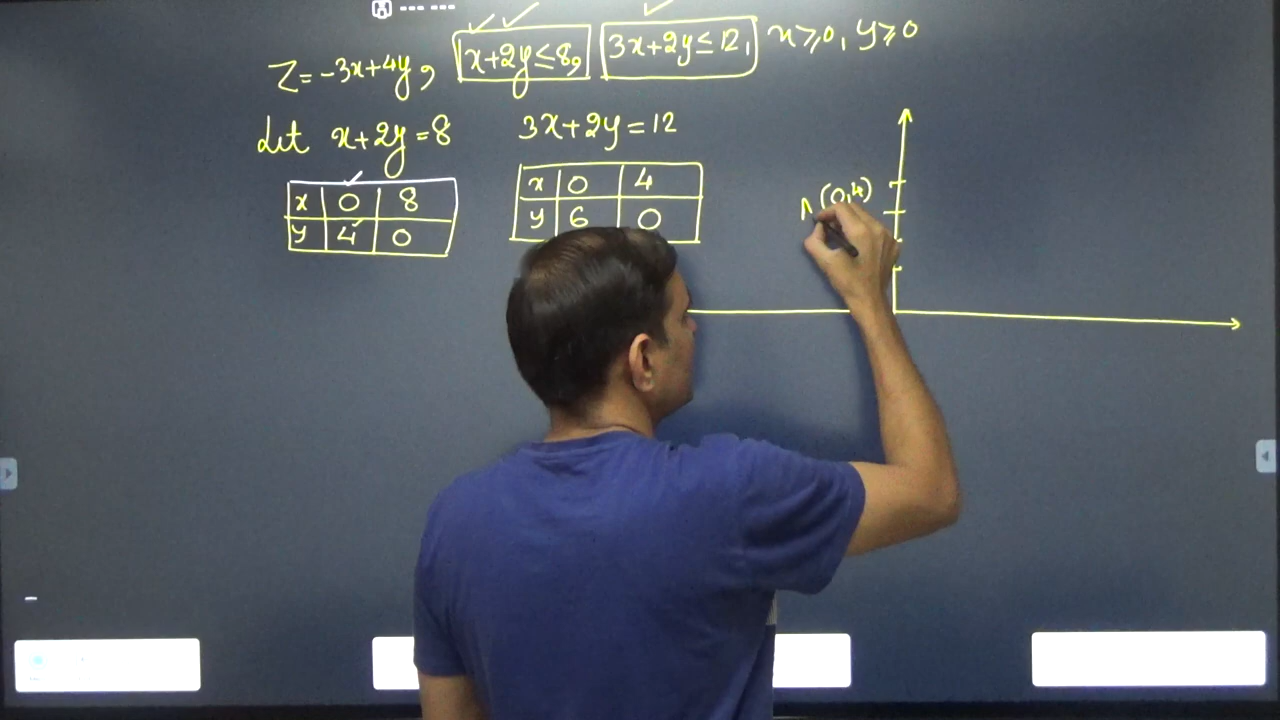 Z=-3x+4y, x+2y≤8, 3x+2y≤12, x≥0, y≥0
Let x+2y=8 3x+2y=12
x 0 8
y 4 0
x 0 4
y 6 0
(0,4)